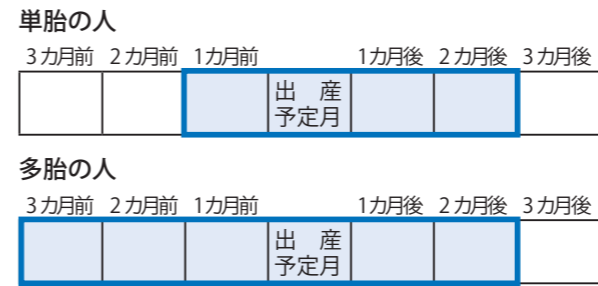 単胎の人
3カ月前 2カ月前 1カ月前 1カ月後 2カ月後 3カ月後
出 産
予定月
多胎の人
3カ月前 2カ月前 1カ月前 1カ月後 2カ月後 3カ月後
出 産
予定月